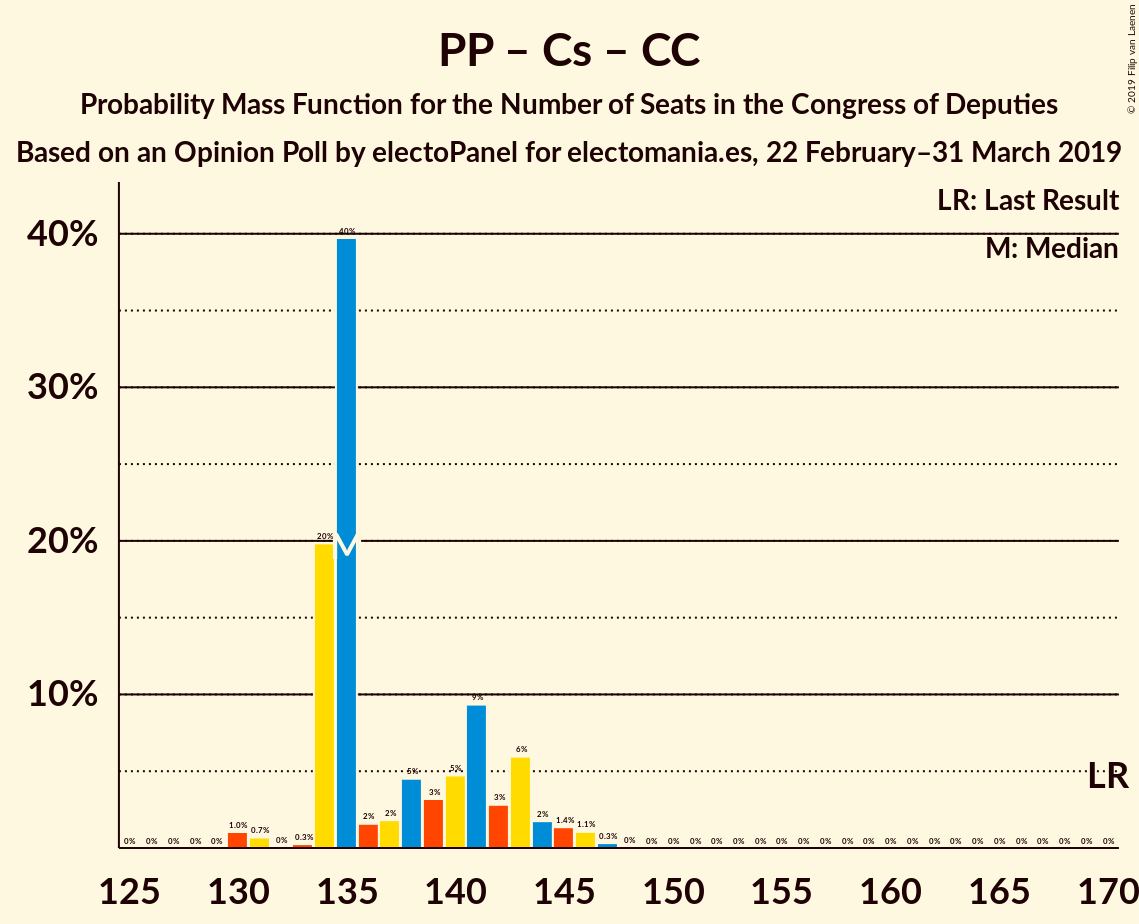 © 2019 Filip van Laenen
PP – Cs – CC
Probability Mass Function for the Number of Seats in the Congress of Deputies
Based on an Opinion Poll by electoPanel for electomania.es, 22 February–31 March 2019
LR: Last Result
M: Median
40%
30%
20%
10%
0% 0% 0% 0% 0% 1.0% 0.7% 0% 0.3% 20% 40% 2% 2% 5% 3% 5% 9% 3% 6% 2% 1.4% 1.1% 0.3% 0% 0% 0% 0% 0% 0% 0% 0% 0% 0% 0% 0% 0% 0% 0% 0% 0% 0% 0% 0% 0% 0% 0%
LR
125 130 135 140 145 150 155 160 165 170